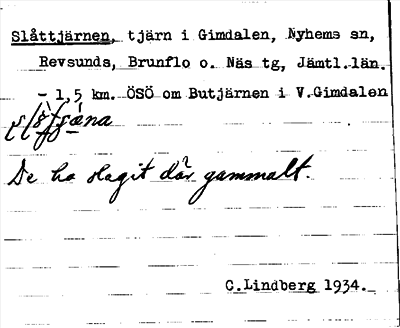 Slåttjärnen, tjärn i Gimdalen, Nyhems sn,
Revsunds, Brunflo o. Näs tg, Jämtl.län.
- 1,5 km. ÖSÖ om Butjärnen i V.Gimdalen
De ha slagit där gammalt.
C.Lindberg 1934.